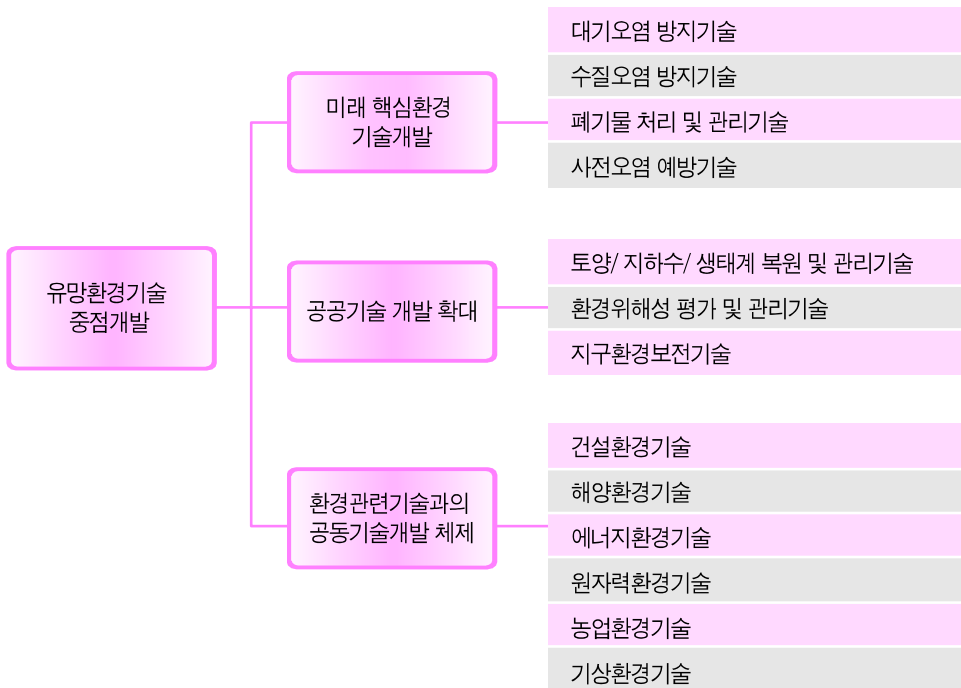 유망환경기술
중점개발
미래 핵심환경
기술개발
대기오염 방지기술
수질오염 방지기술
폐기물 처리 및 관리기술
사전오염 예방기술
공공기술 개발 확대
토양/ 지하수/ 생태계 복원 및 관리기술
환경위해성 평가 및 관리기술
지구환경보전기술
환경관련기술과의
공동기술개발 체제
건설환경기술
해양환경기술
에너지환경기술
원자력환경기술
농업환경기술
기상환경기술